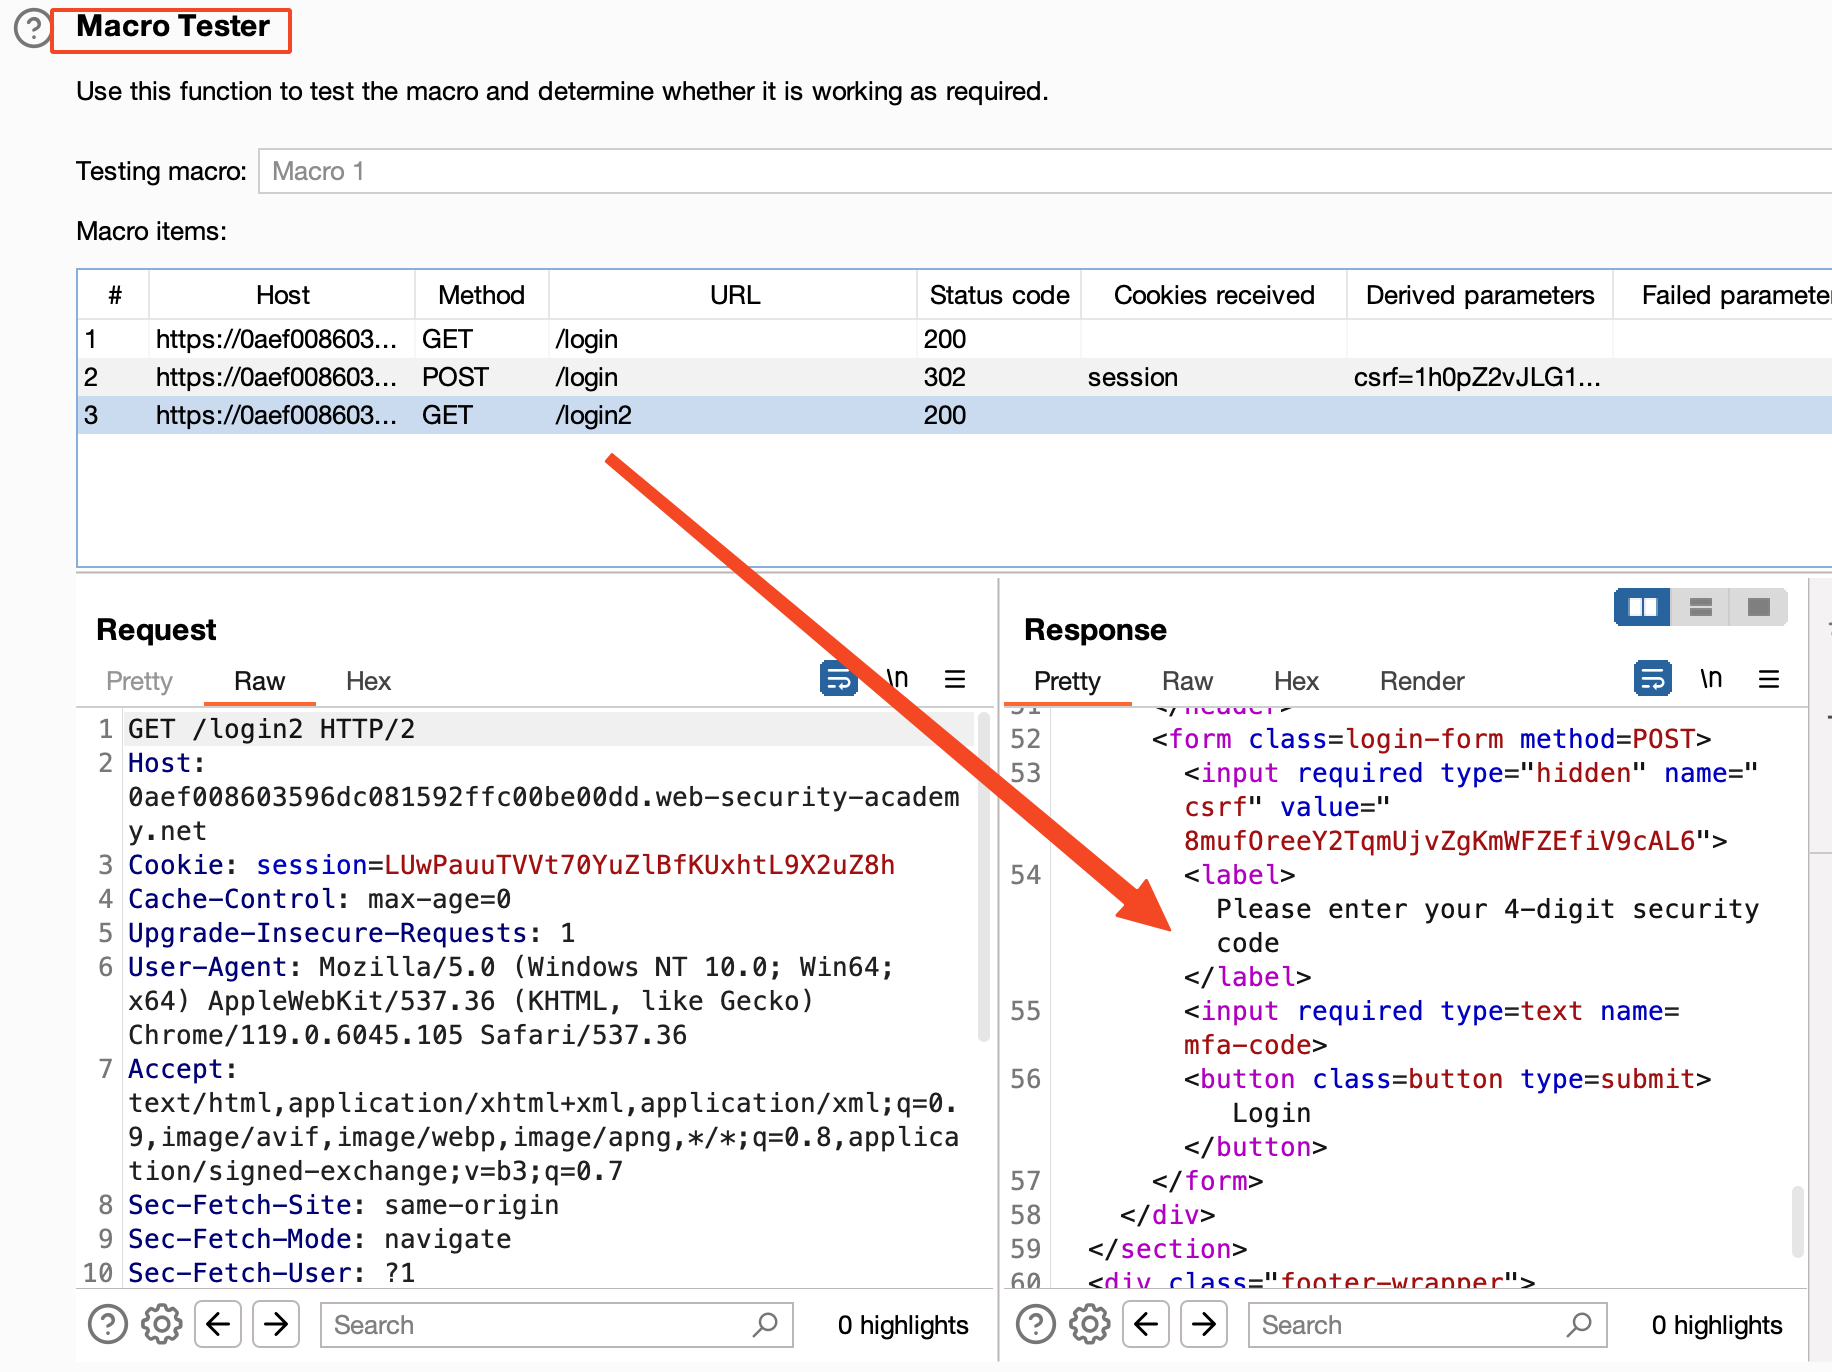 Macro Tester
Use this function to test the macro and determine whether it is working as required.
Testing macro: Macro 1
Macro items:
# Host Method URL Status code Cookies received Derived parameters Failed paramete
1 https://0aef008603... GET /login 200
2 https://0aef008603... POST /login 302 session csrf=1h0pZ2vJLG1...
3 https://0aef008603... GET /login2 200
Request
Pretty Raw Hex \n
1 GET /login2 HTTP/2
2 Host:
0aef008603596dc081592ffc00be00dd.web-security-academ
y.net
3 Cookie: session=LUwPauuTVVt70YuZlBfKUxhtL9X2uZ8h
4 Cache-Control: max-age=0
5 Upgrade-Insecure-Requests: 1
6 User-Agent: Mozilla/5.0 (Windows NT 10.0; Win64;
x64) AppleWebKit/537.36 (KHTML, like Gecko)
Chrome/119.0.6045.105 Safari/537.36
7 Accept:
text/html,application/xhtml+xml,application/xml;q=0.
9,image/avif,image/webp,image/apng,*/*;q=0.8,applica
tion/signed-exchange;v=b3;q=0.7
8 Sec-Fetch-Site: same-origin
9 Sec-Fetch-Mode: navigate
10 Sec-Fetch-User: ?1
Search 0 highlights
Response
Pretty Raw Hex Render \n
51 </header>
52 <form class=login-form method=POST>
53 <input required type="hidden" name="
csrf" value="
8mufOreeY2TqmUjvZgKmWFZEfiV9cAL6">
54 <label>
Please enter your 4-digit security
code
</label>
55 <input required type=text name=
mfa-code>
56 <button class=button type=submit>
Login
</button>
57 </form>
58 </div>
59 </section>
60 <div class="footer-wrapper">
Search 0 highlights